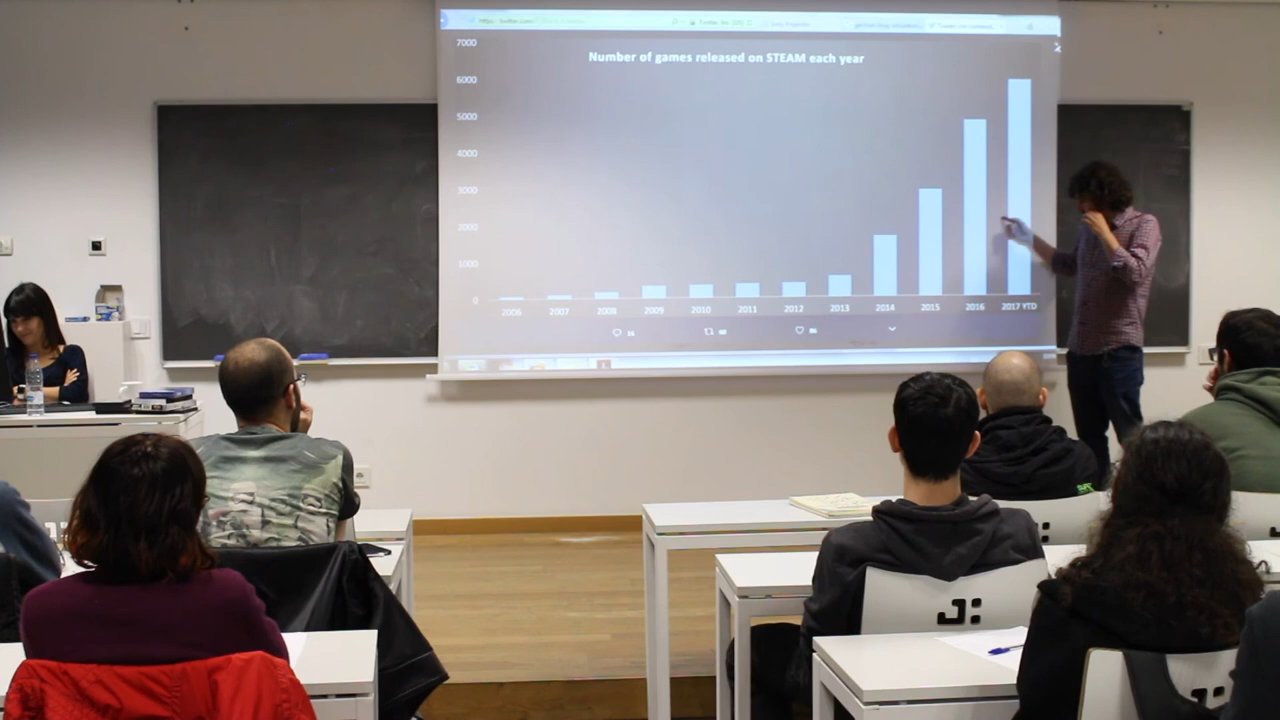 Number of games released on STEAM each year
7000
6000
5000
4000
3000
2000
1000
0
2006 2007 2008 2009 2010 2011 2012 2013 2014 2015 2016 2017 YTD
J:
J: